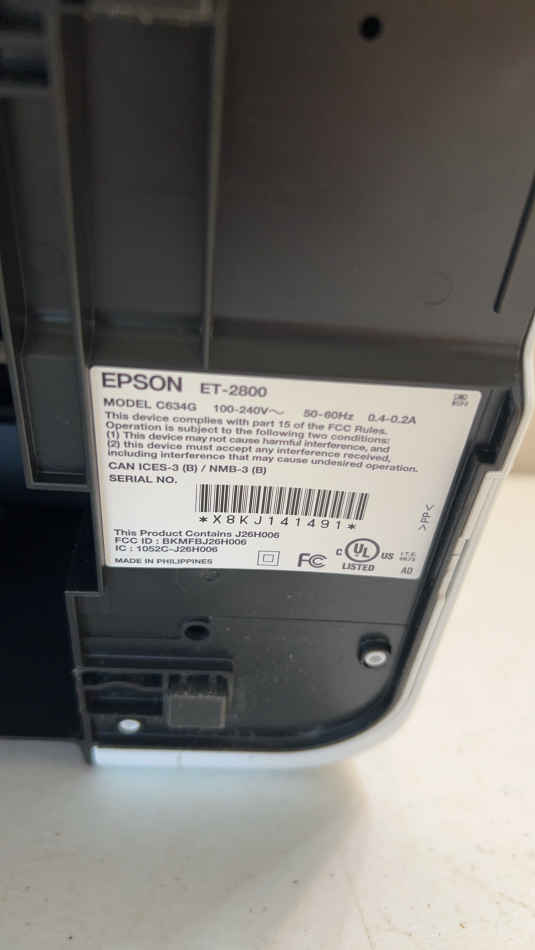 EPSON ET-2800
MODEL C634G 100-240V～ 50-60Hz 0.4-0.2A
This device complies with part 15 of the FCC Rules.
Operation is subject to the following two conditions:
(1) This device may not cause harmful interference, and
(2) this device must accept any interference received,
including interference that may cause undesired operation.
CAN ICES-3 (B) / NMB-3 (B)
SERIAL NO.
*X8KJ141491*
This Product Contains J26H006
FCC ID : BKMFBJ26H006
IC : 1052C-J26H006
MADE IN PHILIPPINES
FC
C UL US
LISTED
I.T.E.
AD
>PP<